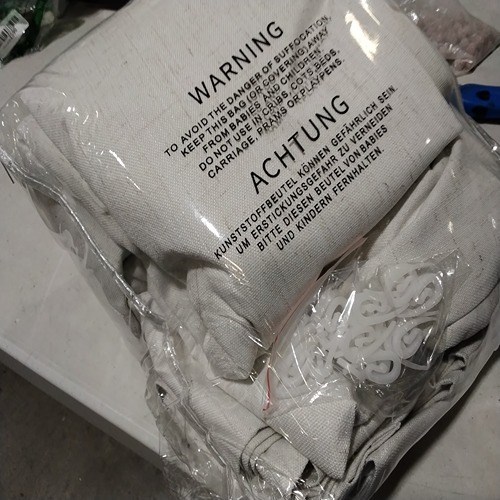 WARNING
TO AVOID THE DANGER OF SUFFOCATION,
KEEP THIS BAG (OR COVERING) AWAY
FROM BABIES AND CHILDREN.
DO NOT USE IN CRIBS, COTS, BEDS,
CARRIAGE, PRAMS OR PLAYPENS.
ACHTUNG
KUNSTSTOFFBEUTEL KÖNNEN GEFÄHRLICH SEIN.
UM ERSTICKUNGSGEFAHR ZU VERNEIDEN
BITTE DIESEN BEUTEL VON BABIES
UND KINDERN FERNHALTEN.